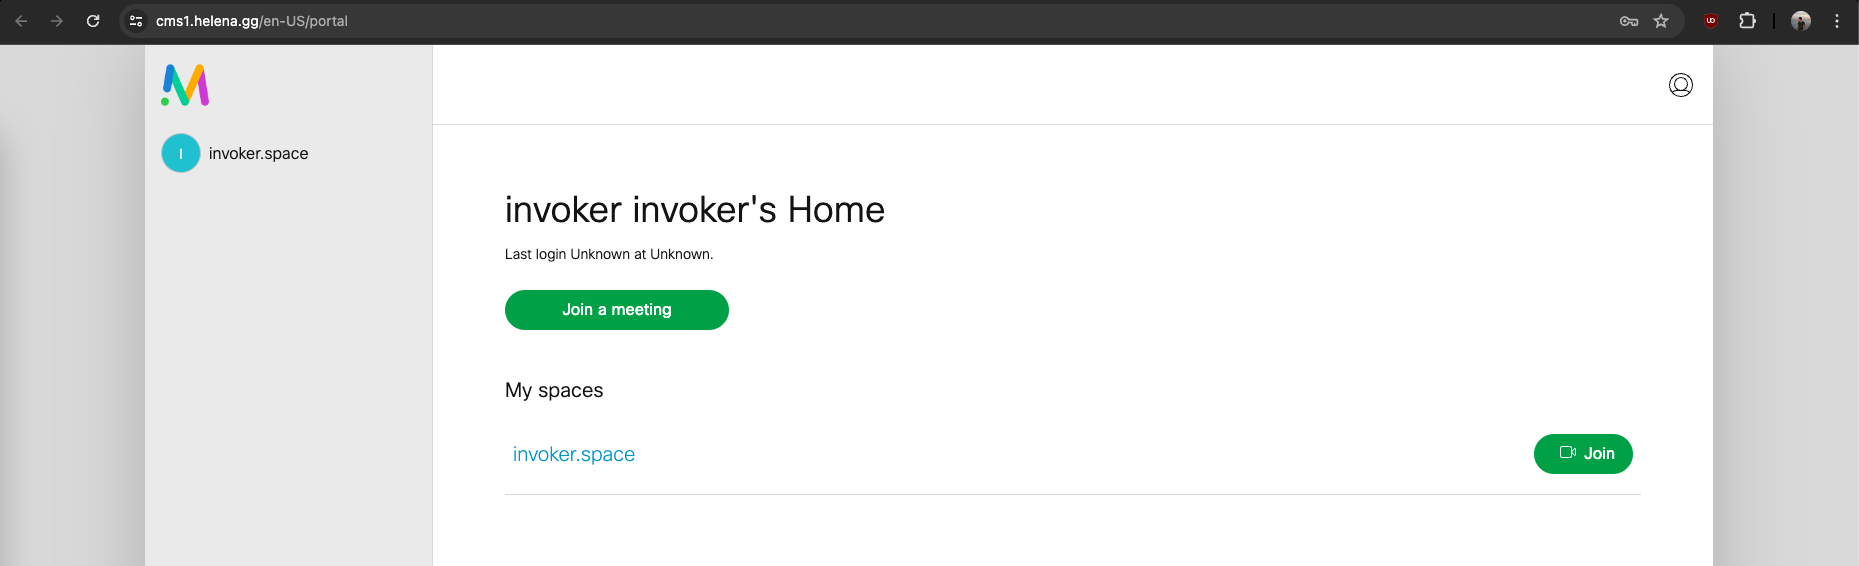 cms1.helena.gg/en-US/portal
I invoker.space
invoker invoker's Home
Last login Unknown at Unknown.
Join a meeting
My spaces
invoker.space Join